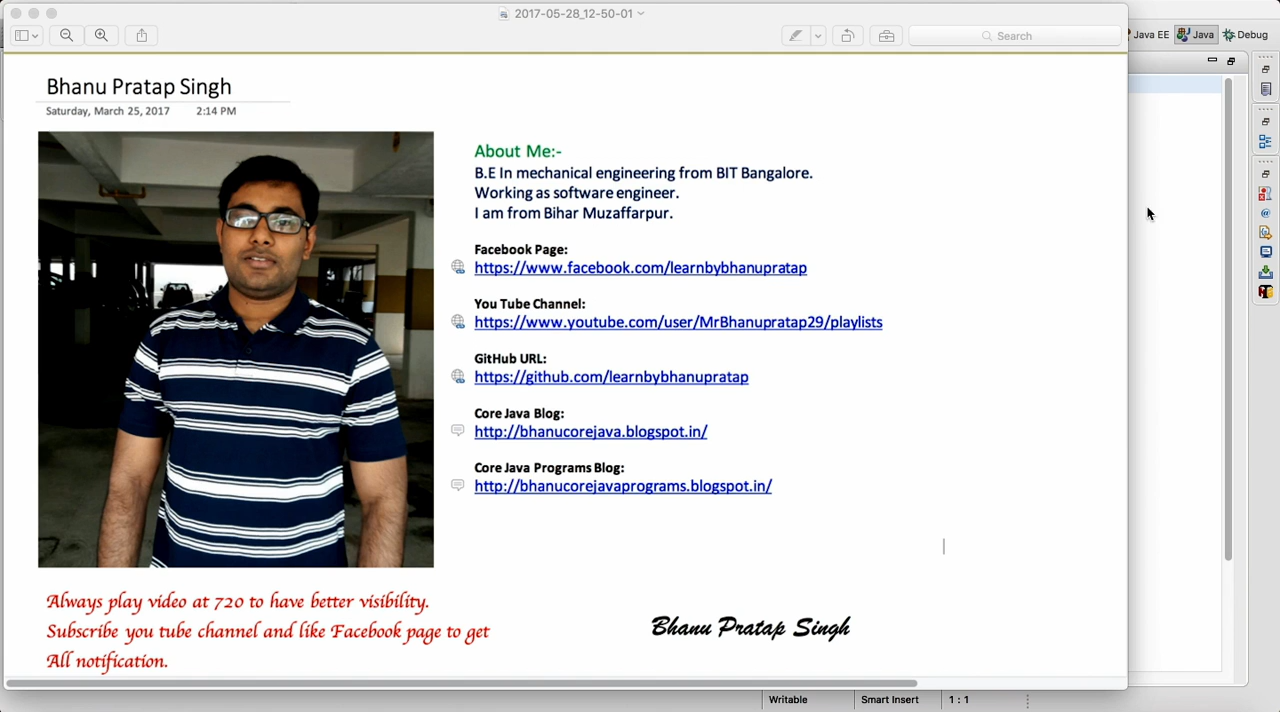 2017-05-28_12-50-01
Search
Java EE
Java
Debug
Bhanu Pratap Singh
Saturday, March 25, 2017 2:14 PM
About Me:-
B.E In mechanical engineering from BIT Bangalore.
Working as software engineer.
I am from Bihar Muzaffarpur.
Facebook Page:
https://www.facebook.com/learnbybhanupratap
You Tube Channel:
https://www.youtube.com/user/MrBhanupratap29/playlists
GitHub URL:
https://github.com/learnbybhanupratap
Core Java Blog:
http://bhanucorejava.blogspot.in/
Core Java Programs Blog:
http://bhanucorejavaprograms.blogspot.in/
Always play video at 720 to have better visibility.
Subscribe you tube channel and like Facebook page to get
All notification.
Bhanu Pratap Singh
Writable
Smart Insert
1 : 1